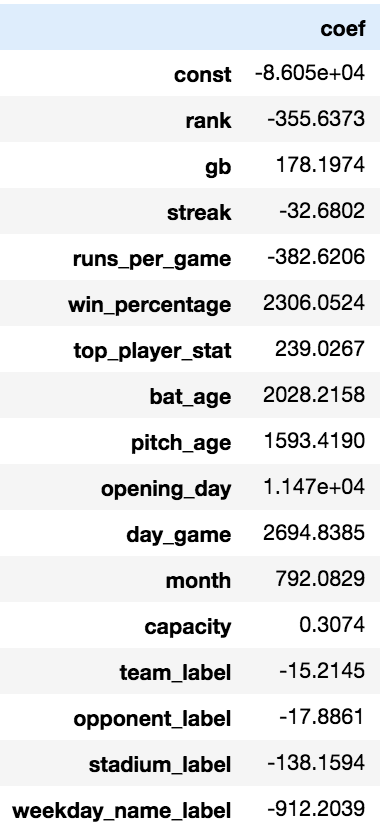 coef
const -8.605e+04
rank -355.6373
gb 178.1974
streak -32.6802
runs_per_game -382.6206
win_percentage 2306.0524
top_player_stat 239.0267
bat_age 2028.2158
pitch_age 1593.4190
opening_day 1.147e+04
day_game 2694.8385
month 792.0829
capacity 0.3074
team_label -15.2145
opponent_label -17.8861
stadium_label -138.1594
weekday_name_label -912.2039